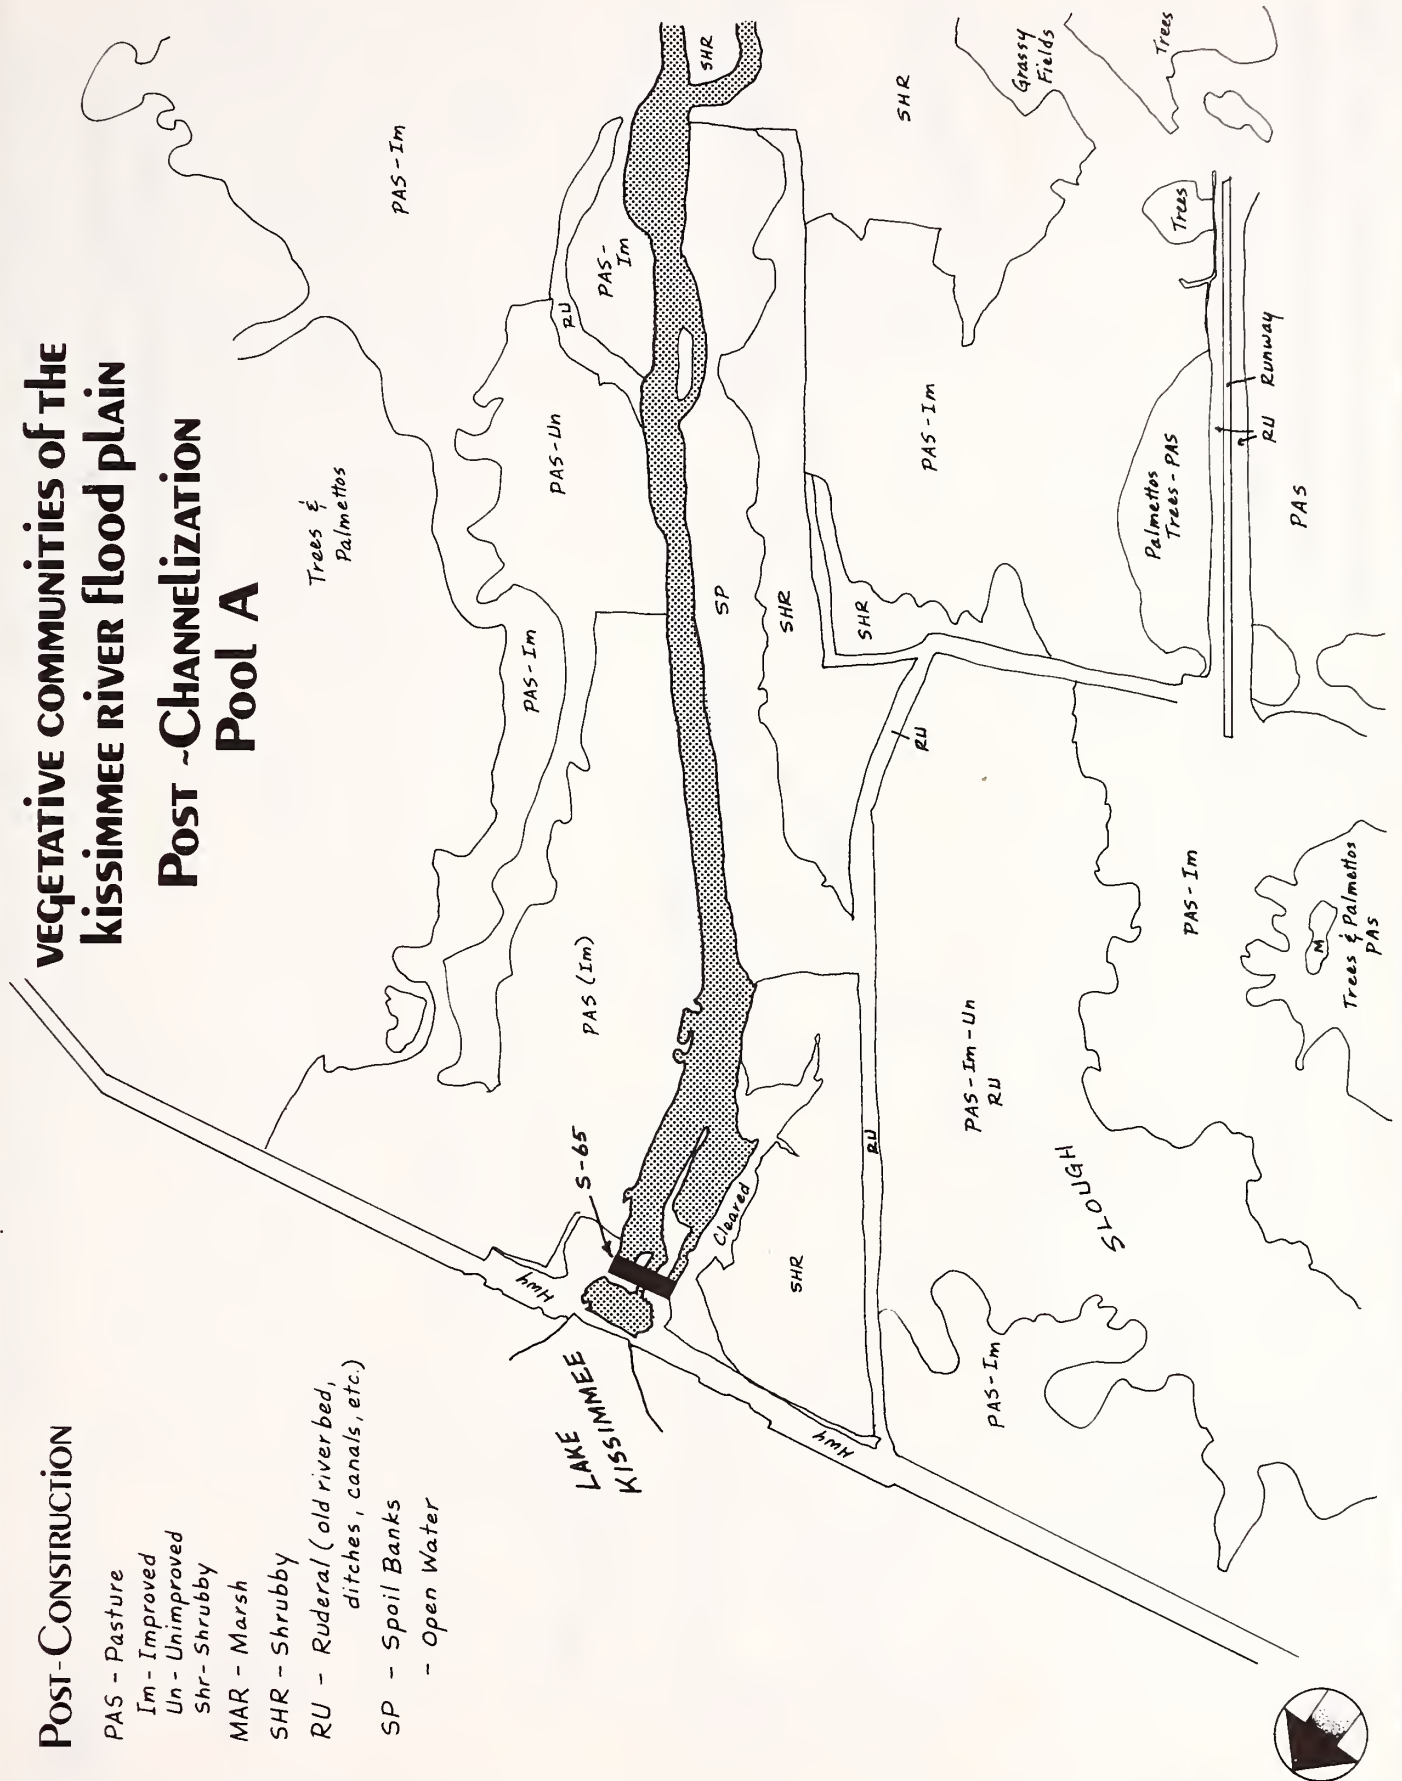 VEGETATIVE COMMUNITIES of THE
KISSIMMEE RIVER flood plAIN
POST ~CHANNELIZATION
Pool A
POST-CONSTRUCTION
PAS - Pasture
Im - Improved
Un - Unimproved
Shr - Shrubby
MAR - Marsh
SHR - Shrubby
RU - Ruderal (old river bed,
ditches, canals, etc.)
SP - Spoil Banks
- Open Water
LAKE
KISSIMMEE
Hwy
S-65
Hwy
Cleared
SHR
PAS (Im)
PAS-Im
Trees &
Palmettos
PAS-Un
RU
PAS-
Im
PAS-Im
SHR
SP
SHR
SHR
RU
RU
PAS-Im
SHR
Grassy
Fields
Trees
Trees
Palmettos
Trees-PAS
RU
Runway
PAS
PAS-Im-Un
RU
SLOUGH
PAS-Im
PAS-Im
M
Trees & Palmettos
PAS